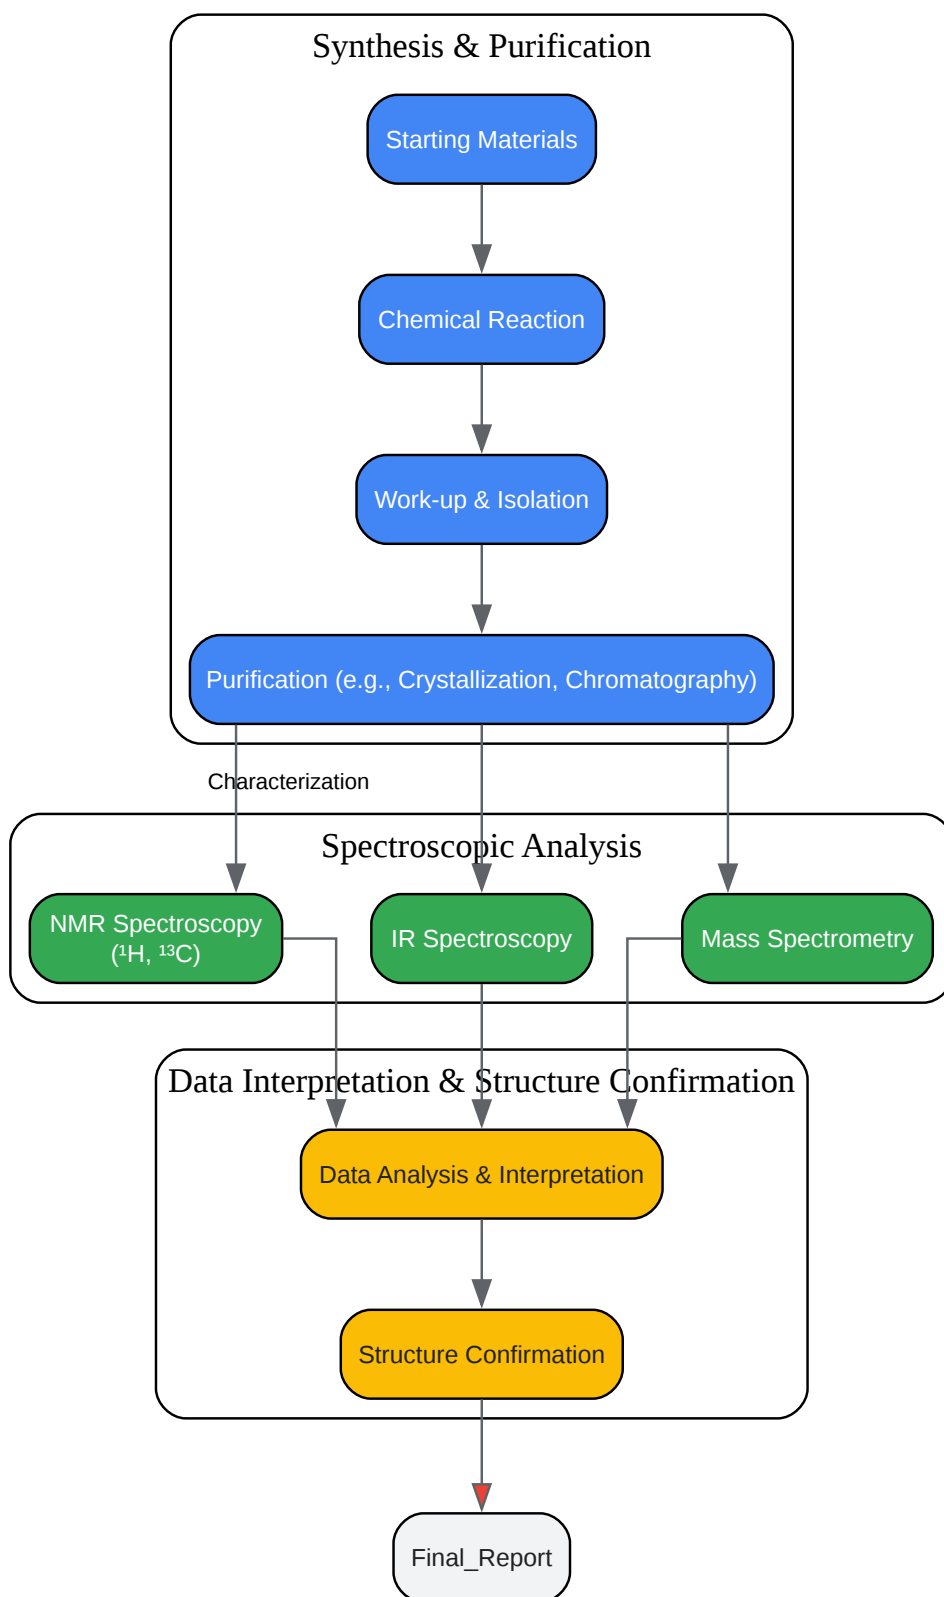 Synthesis & Purification
Starting Materials
Chemical Reaction
Work-up & Isolation
Purification (e.g., Crystallization, Chromatography)
Characterization
Spectroscopic Analysis
NMR Spectroscopy
(¹H, ¹³C)
IR Spectroscopy
Mass Spectrometry
Data Interpretation & Structure Confirmation
Data Analysis & Interpretation
Structure Confirmation
Final_Report